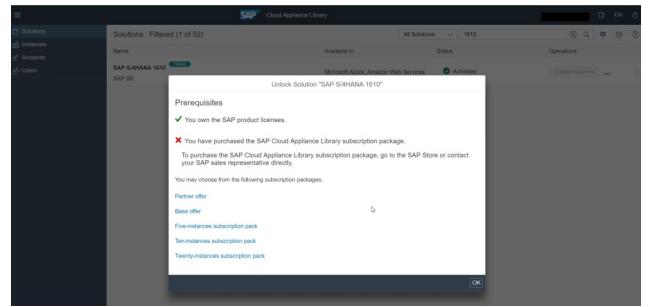 SAP Cloud Appliance Library
EN
Solutions
Instances
Accounts
Users
Solutions : Filtered (1 of 52)
All Solutions
1610
Name
Available In
Status
Operations
SAP S/4HANA 1610
SAP SE
Microsoft Azure, Amazon Web Services
Activated
Create Instance
Unlock Solution "SAP S/4HANA 1610"
Prerequisites
You own the SAP product licenses.
You have purchased the SAP Cloud Appliance Library subscription package.
To purchase the SAP Cloud Appliance Library subscription package, go to the SAP Store or contact
your SAP sales representative directly.
You may choose from the following subscription packages:
Partner offer
Base offer
Five-instances subscription pack
Ten-instances subscription pack
Twenty-instances subscription pack
OK